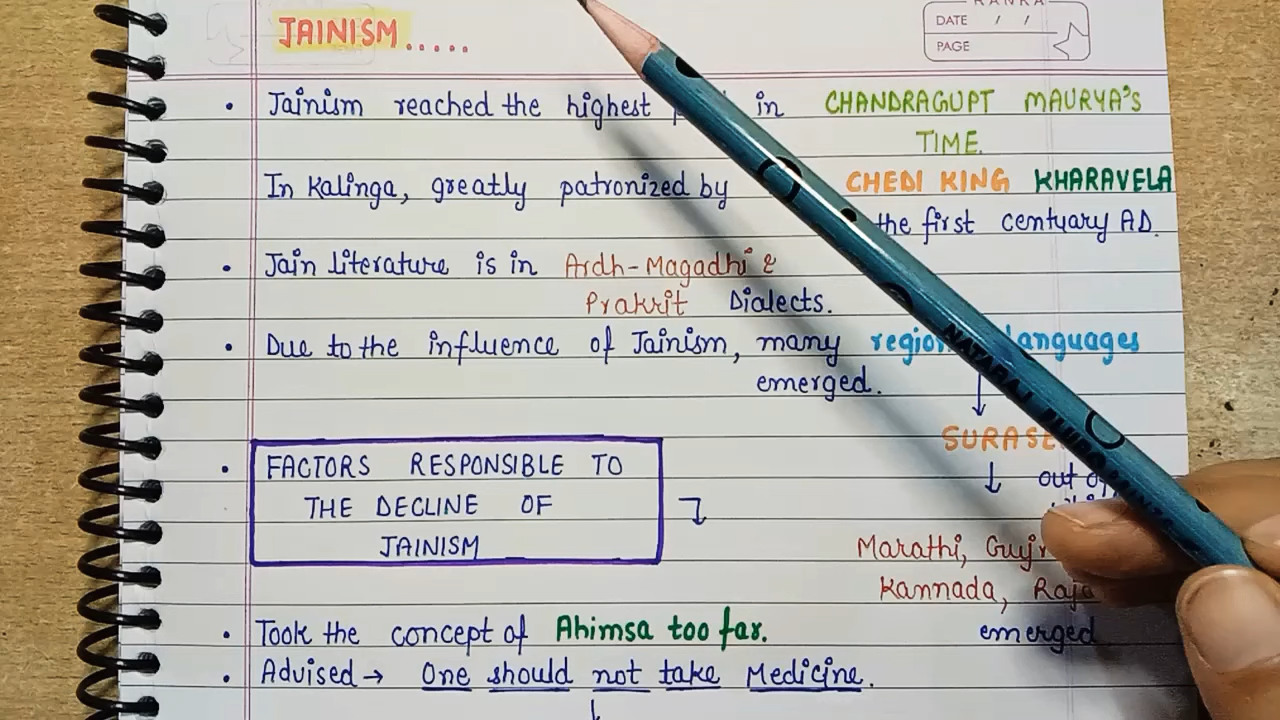 RANRA
JAINISM.....
DATE / /
PAGE
• Jainism reached the highest in CHANDRAGUPT MAURYA'S
TIME.
In Kalinga, greatly patronized by CHEDI KING KHARAVELA
the first centuary AD.
• Jain literature is in Ardh-Magadhi &
Prakrit Dialects.
• Due to the influence of Jainism, many languages
emerged.
• FACTORS RESPONSIBLE TO
THE DECLINE OF
JAINISM
out
Marathi,
Kannada,
emerged
• Took the concept of Ahimsa too far.
• Advised → One should not take Medicine.
NATARAJ